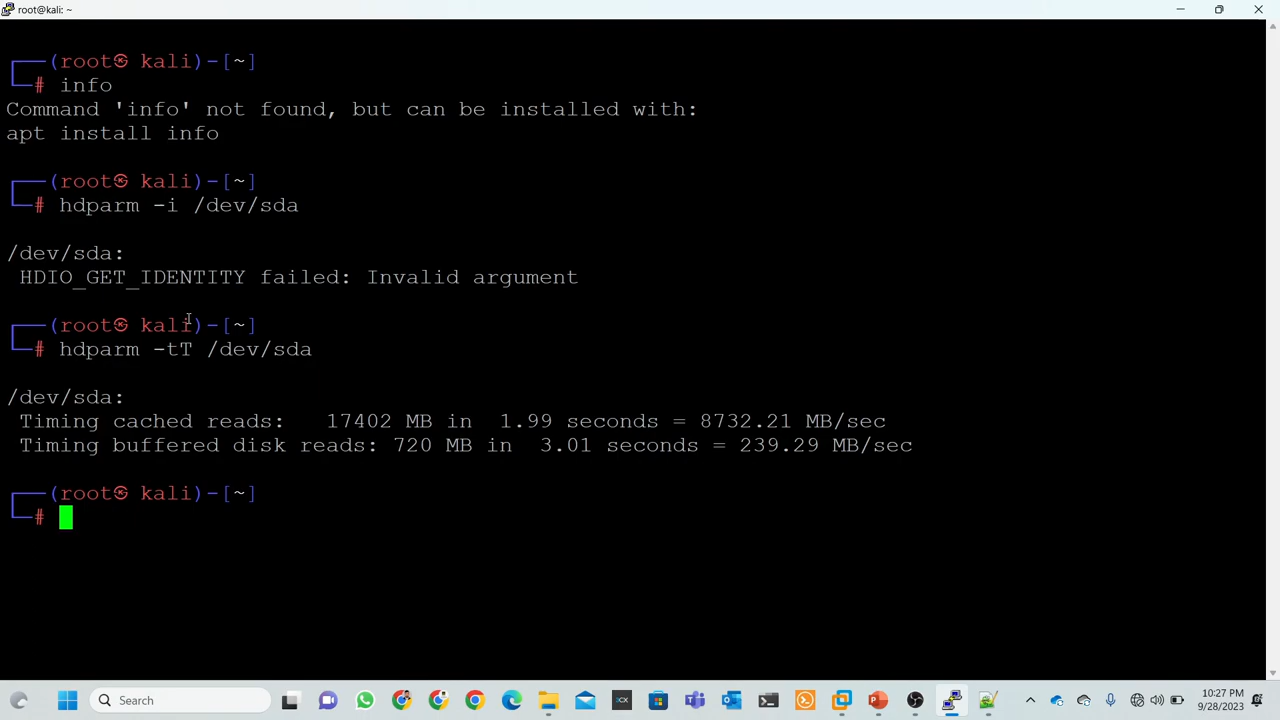 root@kali: ~
┌──(root㉿ kali)-[~]
└─# info
Command 'info' not found, but can be installed with:
apt install info
┌──(root㉿ kali)-[~]
└─# hdparm -i /dev/sda
/dev/sda:
HDIO_GET_IDENTITY failed: Invalid argument
┌──(root㉿ kali)-[~]
└─# hdparm -tT /dev/sda
/dev/sda:
Timing cached reads:   17402 MB in  1.99 seconds = 8732.21 MB/sec
Timing buffered disk reads: 720 MB in  3.01 seconds = 239.29 MB/sec
┌──(root㉿ kali)-[~]
└─#
Search
10:27 PM
9/28/2023